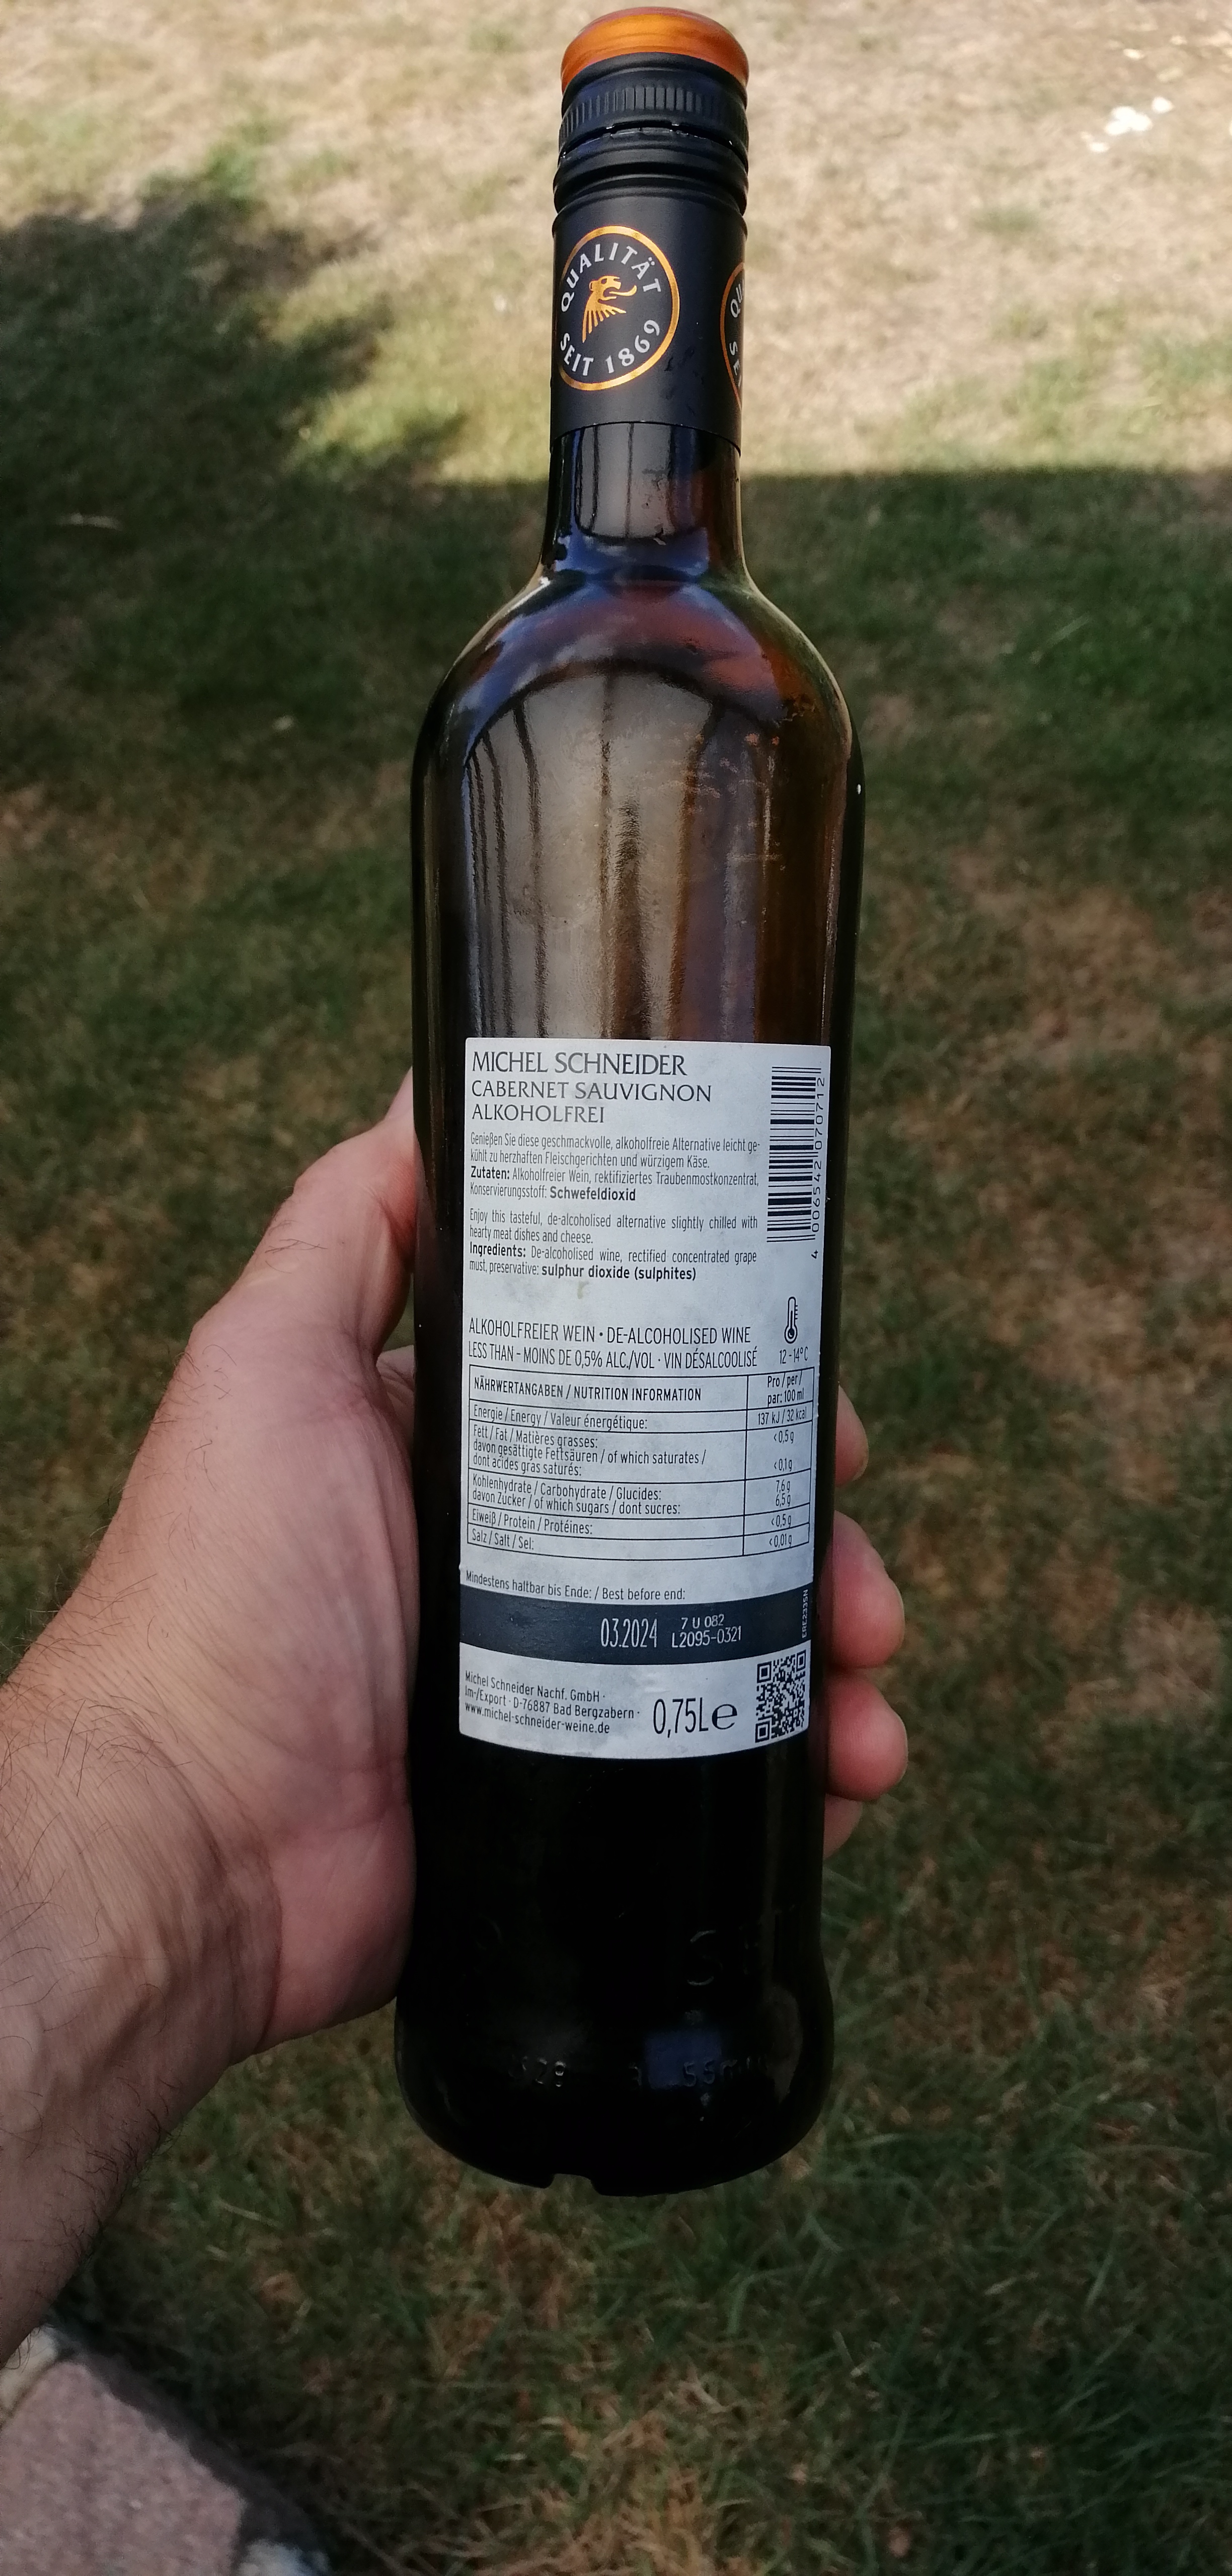 QUALITÄT
SEIT 1869
MICHEL SCHNEIDER
CABERNET SAUVIGNON
ALKOHOLFREI
Genießen Sie diese geschmackvolle, alkoholfreie Alternative leicht ge-
kühlt zu herzhaften Fleischgerichten und würzigem Käse.
Zutaten: Alkoholfreier Wein, rektifiziertes Traubenmostkonzentrat,
Konservierungsstoff: Schwefeldioxid
Enjoy this tasteful, de-alcoholised alternative slightly chilled with
hearty meat dishes and cheese.
Ingredients: De-alcoholised wine, rectified concentrated grape
must, preservative: sulphur dioxide (sulphites)
4 006542 070712
ALKOHOLFREIER WEIN • DE-ALCOHOLISED WINE
LESS THAN - MOINS DE 0,5% ALC./VOL · VIN DÉSALCOOLISÉ
12 -14°C
NÄHRWERTANGABEN / NUTRITION INFORMATION
Pro / per /
par: 100 ml
Energie / Energy / Valeur énergétique: 137 kJ / 32 kcal
Fett / Fat / Matières grasses: <0,5 g
davon gesättigte Fettsäuren / of which saturates /
dont acides gras saturés: <0,1 g
Kohlenhydrate / Carbohydrate / Glucides: 7,6 g
davon Zucker / of which sugars / dont sucres: 6,5 g
Eiweiß / Protein / Protéines: <0,5 g
Salz / Salt / Sel: <0,01 g
Mindestens haltbar bis Ende: / Best before end:
03.2024
7 U 082
L2095-0321
ERE2335N
Michel Schneider Nachf. GmbH ·
Im-/Export · D-76887 Bad Bergzabern ·
www.michel-schneider-weine.de
0,75L e